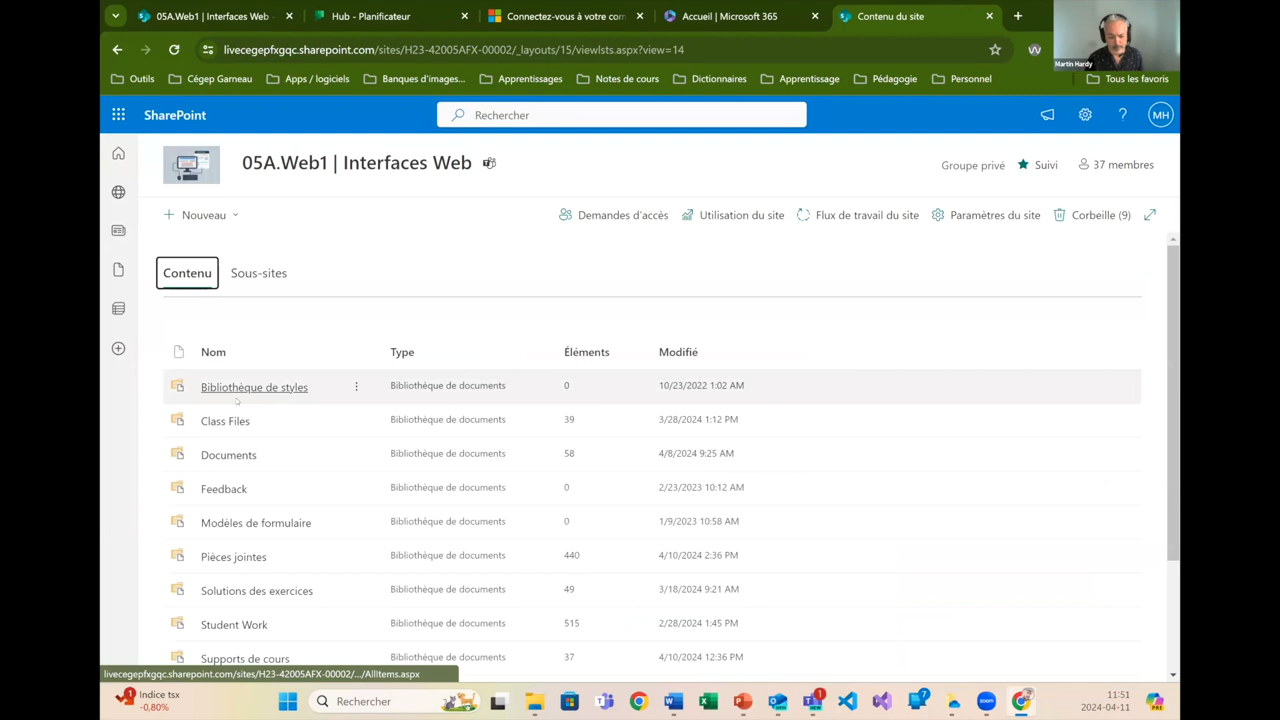 05A.Web1 | Interfaces Web
Hub - Planificateur
Connectez-vous à votre com
Accueil | Microsoft 365
Contenu du site
livecegepfxgqc.sharepoint.com/sites/H23-42005AFX-00002/_layouts/15/viewlsts.aspx?view=14
Martin Hardy
Outils
Cégep Garneau
Apps / logiciels
Banques d'images...
Apprentissages
Notes de cours
Dictionnaires
Apprentissage
Pédagogie
Personnel
Tous les favoris
SharePoint
Rechercher
MH
05A.Web1 | Interfaces Web
Groupe privé
Suivi
37 membres
Nouveau
Demandes d'accès
Utilisation du site
Flux de travail du site
Paramètres du site
Corbeille (9)
Contenu
Sous-sites
Nom Type Éléments Modifié
Bibliothèque de styles Bibliothèque de documents 0 10/23/2022 1:02 AM
Class Files Bibliothèque de documents 39 3/28/2024 1:12 PM
Documents Bibliothèque de documents 58 4/8/2024 9:25 AM
Feedback Bibliothèque de documents 0 2/23/2023 10:12 AM
Modèles de formulaire Bibliothèque de documents 0 1/9/2023 10:58 AM
Pièces jointes Bibliothèque de documents 440 4/10/2024 2:36 PM
Solutions des exercices Bibliothèque de documents 49 3/18/2024 9:21 AM
Student Work Bibliothèque de documents 515 2/28/2024 1:45 PM
Supports de cours Bibliothèque de documents 37 4/10/2024 12:36 PM
livecegepfxgqc.sharepoint.com/sites/H23-42005AFX-00002/.../AllItems.aspx
1
Indice tsx
-0,80%
Rechercher
1
NEW
7
zoom
PRE
11:51
2024-04-11